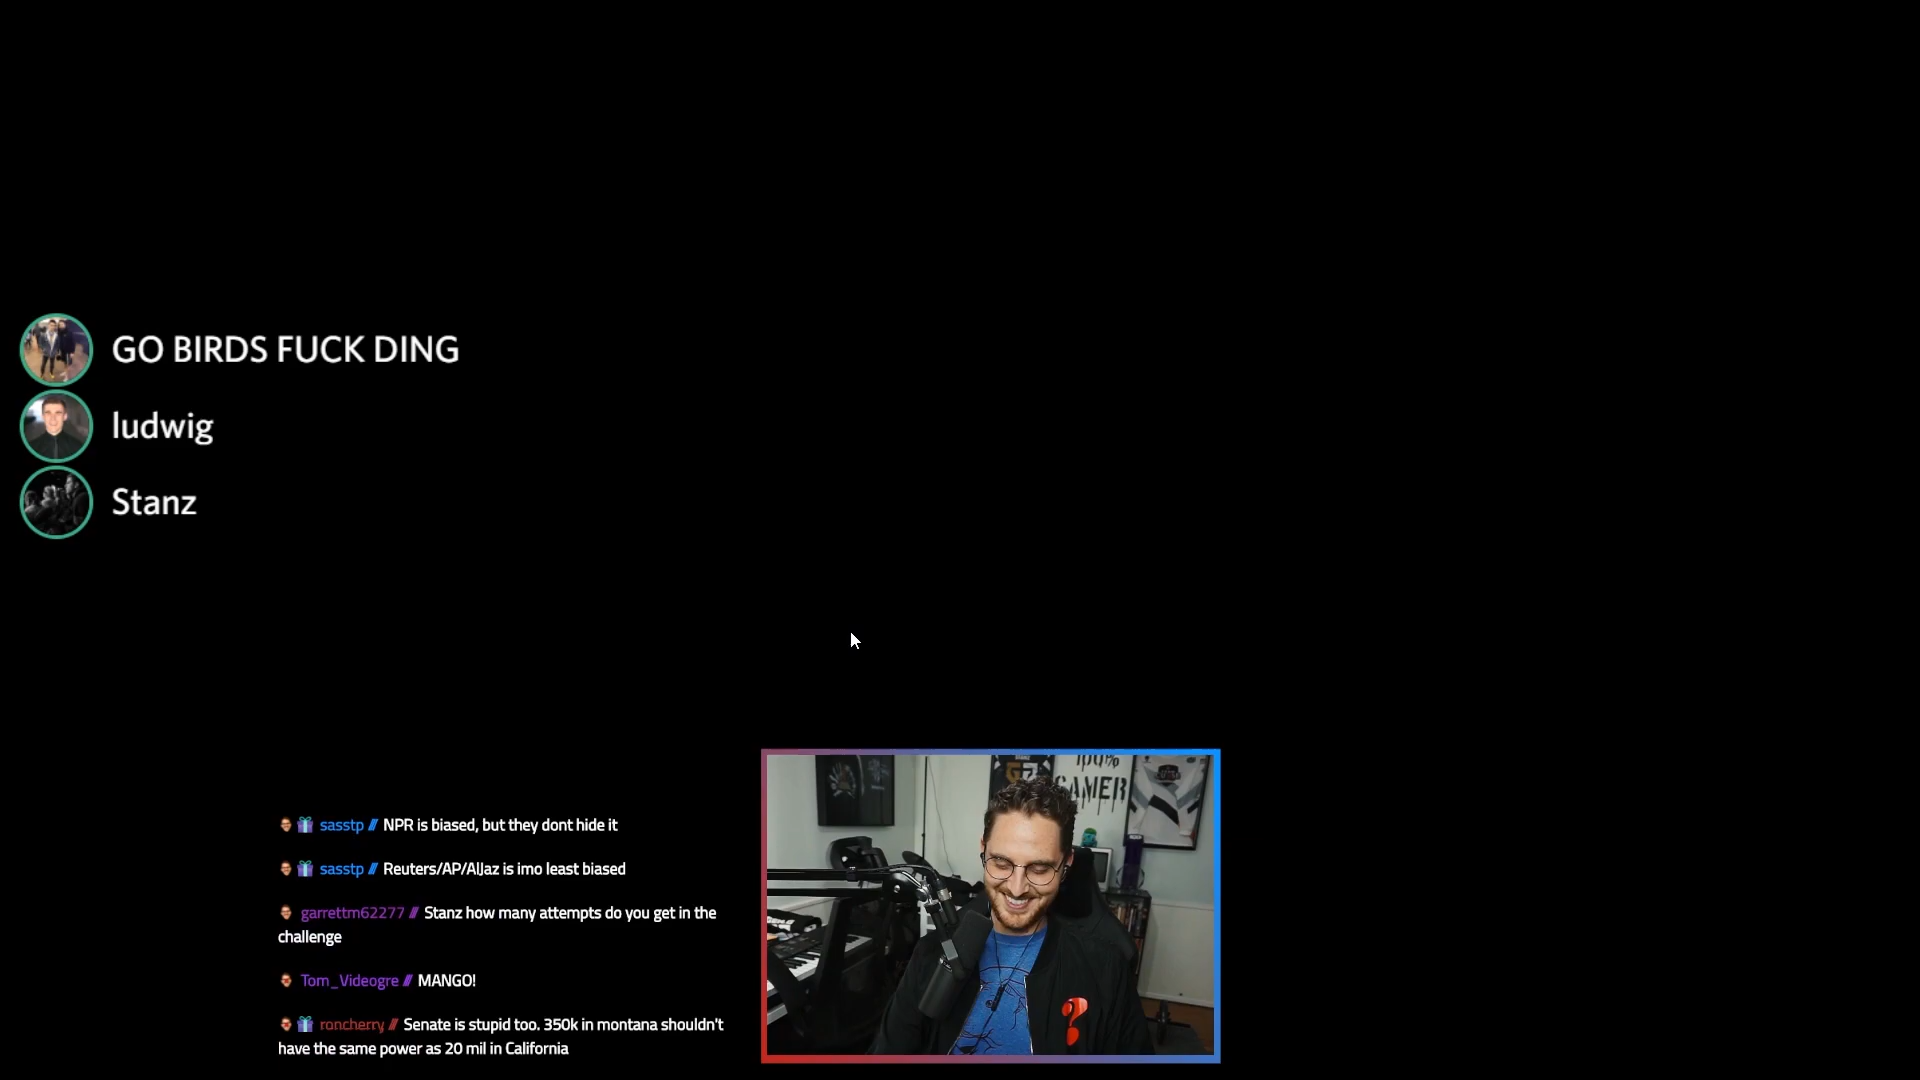 GO BIRDS FUCK DING
ludwig
Stanz
sasstp // NPR is biased, but they dont hide it
sasstp // Reuters/AP/AlJaz is imo least biased
garrettm62277 // Stanz how many attempts do you get in the
challenge
Tom_Videogre // MANGO!
roncherry // Senate is stupid too. 350k in montana shouldn't
have the same power as 20 mil in California
100%
GAMER